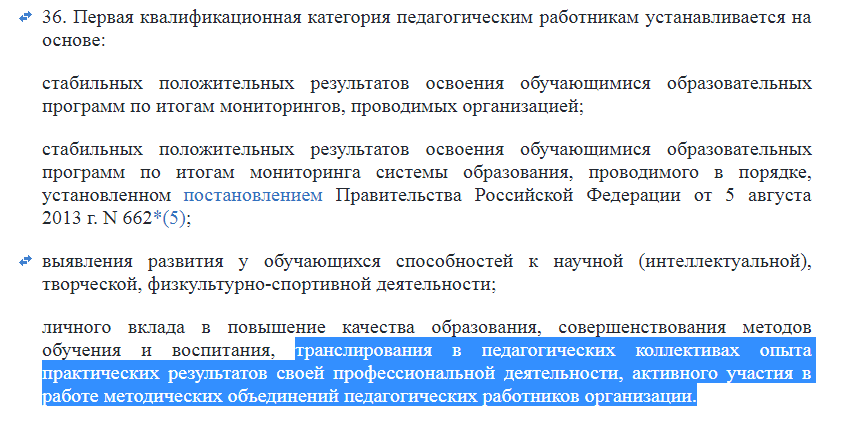 36. Первая квалификационная категория педагогическим работникам устанавливается на
основе:
стабильных положительных результатов освоения обучающимися образовательных
программ по итогам мониторингов, проводимых организацией;
стабильных положительных результатов освоения обучающимися образовательных
программ по итогам мониторинга системы образования, проводимого в порядке,
установленном постановлением Правительства Российской Федерации от 5 августа
2013 г. N 662*(5);
выявления развития у обучающихся способностей к научной (интеллектуальной),
творческой, физкультурно-спортивной деятельности;
личного вклада в повышение качества образования, совершенствования методов
обучения и воспитания, транслирования в педагогических коллективах опыта
практических результатов своей профессиональной деятельности, активного участия в
работе методических объединений педагогических работников организации.